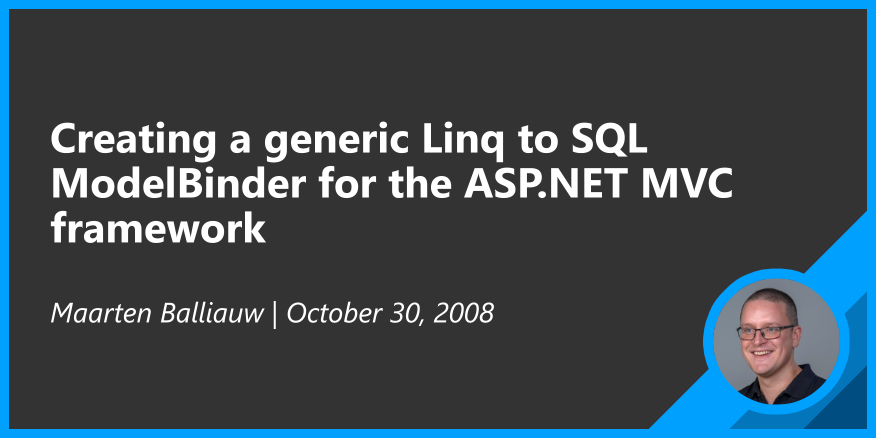 Creating a generic Linq to SQL
ModelBinder for the ASP.NET MVC
framework
Maarten Balliauw | October 30, 2008